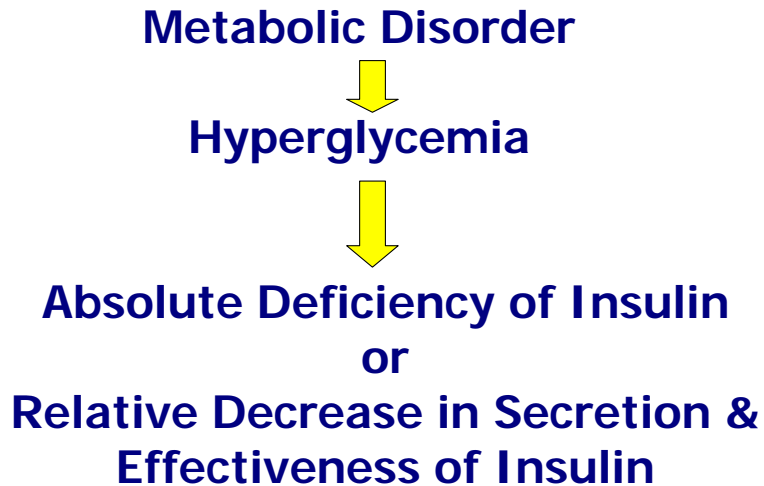 Metabolic Disorder
Hyperglycemia
Absolute Deficiency of Insulin
or
Relative Decrease in Secretion &
Effectiveness of Insulin